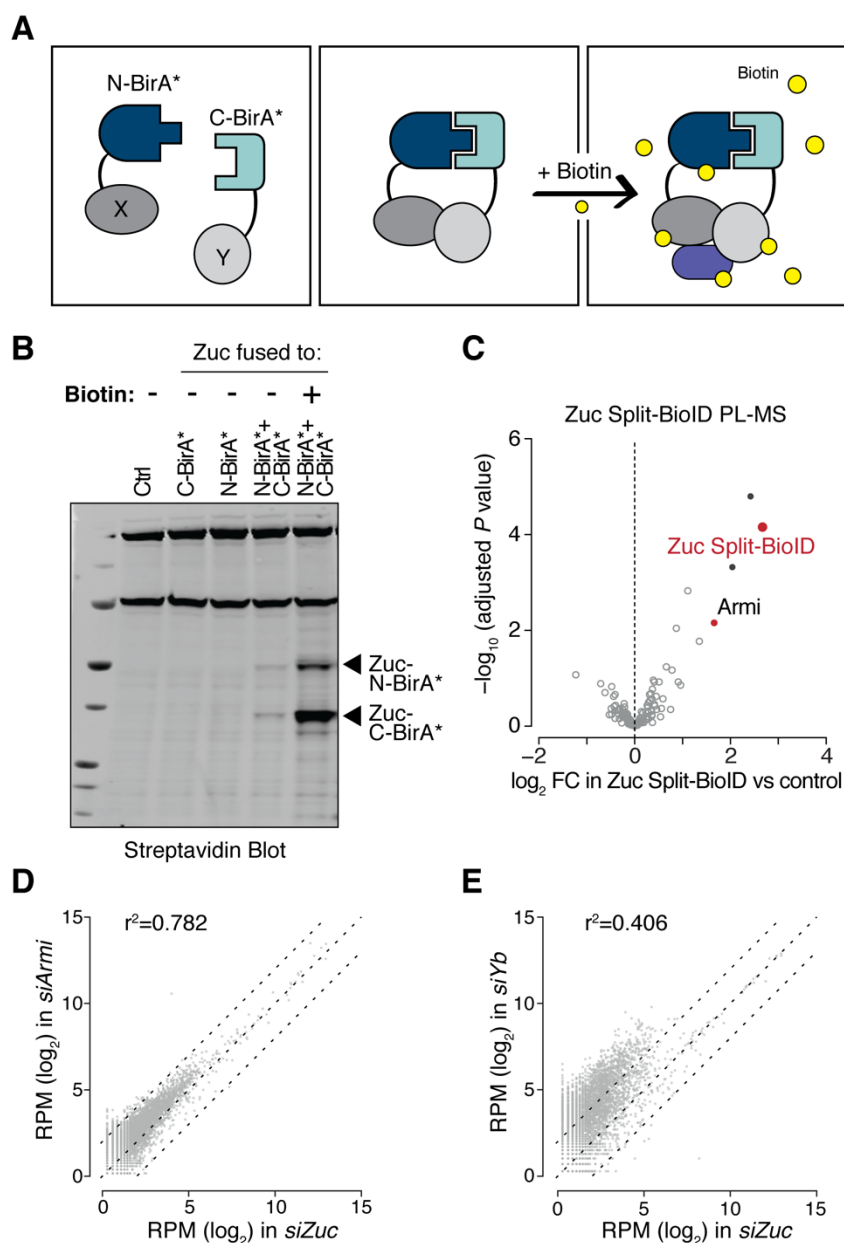 A
N-BirA*
C-BirA*
X
Y
+ Biotin
Biotin
B
Zuc fused to:
Biotin: - - - - +
Ctrl
C-BirA*
N-BirA*
N-BirA*+
C-BirA*
N-BirA*+
C-BirA*
Zuc-
N-BirA*
Zuc-
C-BirA*
Streptavidin Blot
C
Zuc Split-BioID PL-MS
−log10 (adjusted P value)
6
4
2
0
Zuc Split-BioID
Armi
−2 0 2 4
log2 FC in Zuc Split-BioID vs control
D
r²=0.782
RPM (log2) in siArmi
15
10
5
0
0 5 10 15
RPM (log2) in siZuc
E
r²=0.406
RPM (log2) in siYb
15
10
5
0
0 5 10 15
RPM (log2) in siZuc